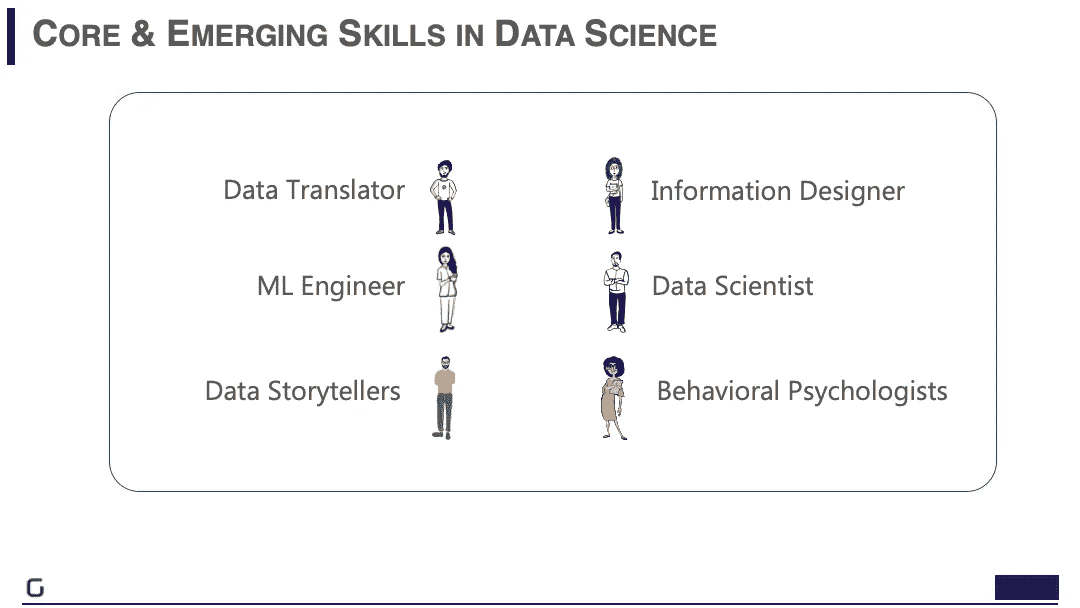 CORE & EMERGING SKILLS IN DATA SCIENCE
Data Translator
Information Designer
ML Engineer
Data Scientist
Data Storytellers
Behavioral Psychologists